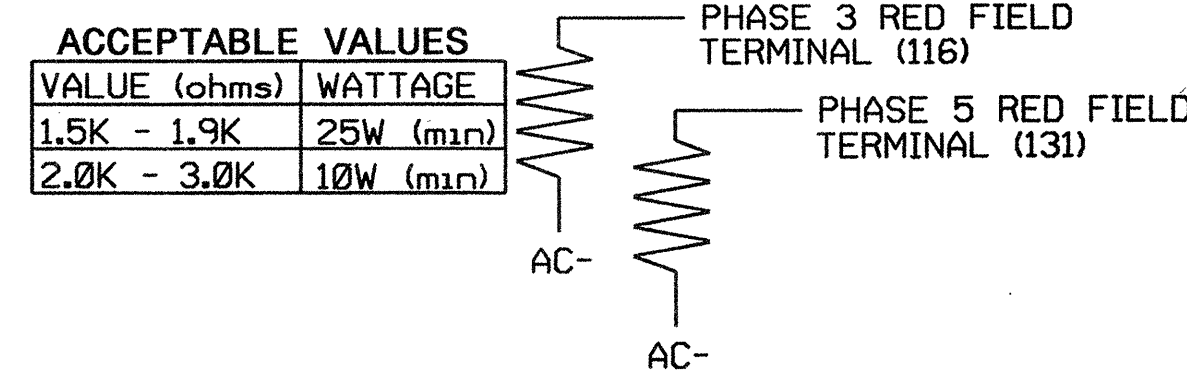 ACCEPTABLE VALUES
VALUE (ohms) WATTAGE
1.5K - 1.9K 25W (min)
2.0K - 3.0K 10W (min)
PHASE 3 RED FIELD
TERMINAL (116)
AC-
PHASE 5 RED FIELD
TERMINAL (131)
AC-